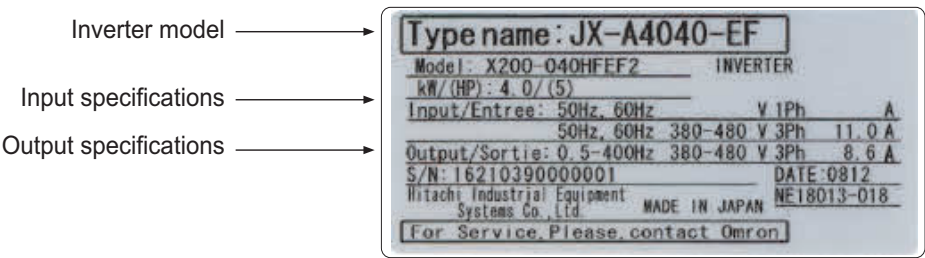 Inverter model
Input specifications
Output specifications
Type name: JX-A4040-EF
Model: X200-040HFEF2 INVERTER
kW/(HP): 4.0/(5)
Input/Entree: 50Hz, 60Hz V 1Ph A
50Hz, 60Hz 380-480 V 3Ph 11.0 A
Output/Sortie: 0.5-400Hz 380-480 V 3Ph 8.6 A
S/N: 16210390000001 DATE:0812
Hitachi Industrial Equipment
Systems Co., Ltd. MADE IN JAPAN NE18013-018
For Service, Please, contact Omron